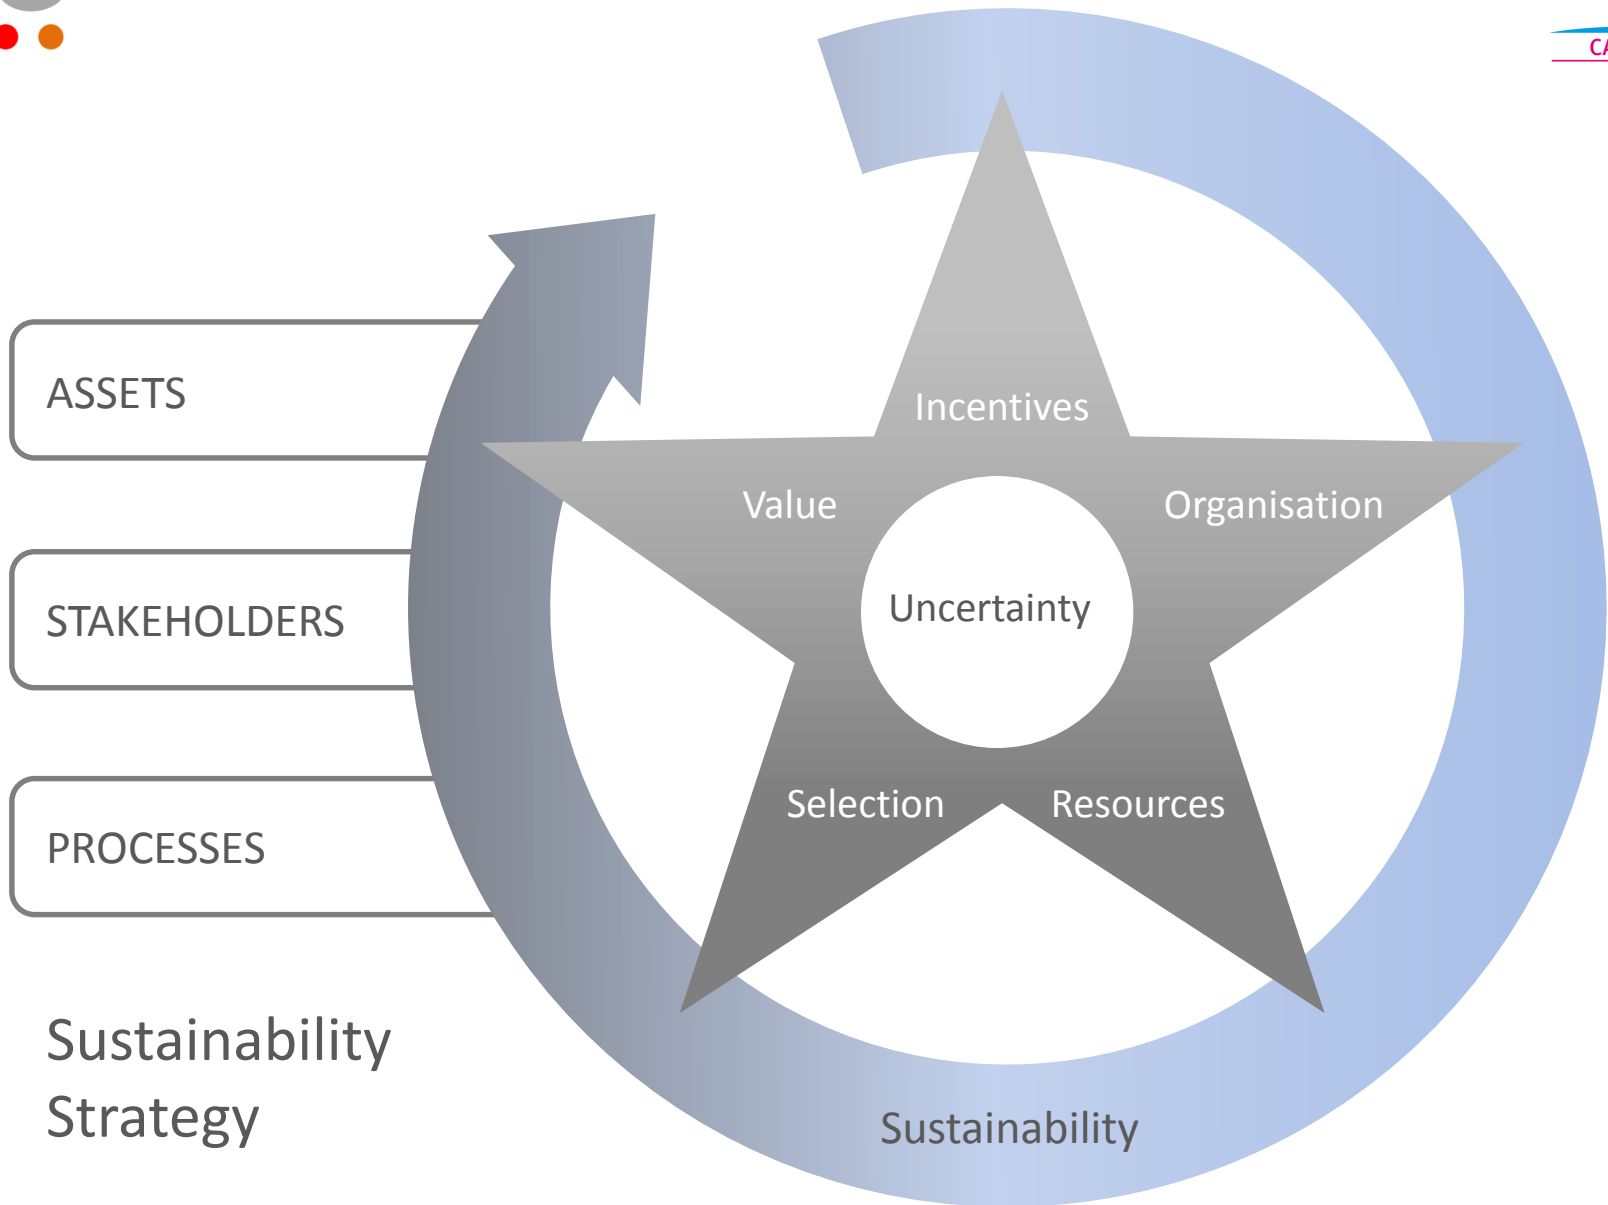 ASSETS
STAKEHOLDERS
PROCESSES
Sustainability
Strategy
Incentives
Value
Organisation
Uncertainty
Selection
Resources
Sustainability